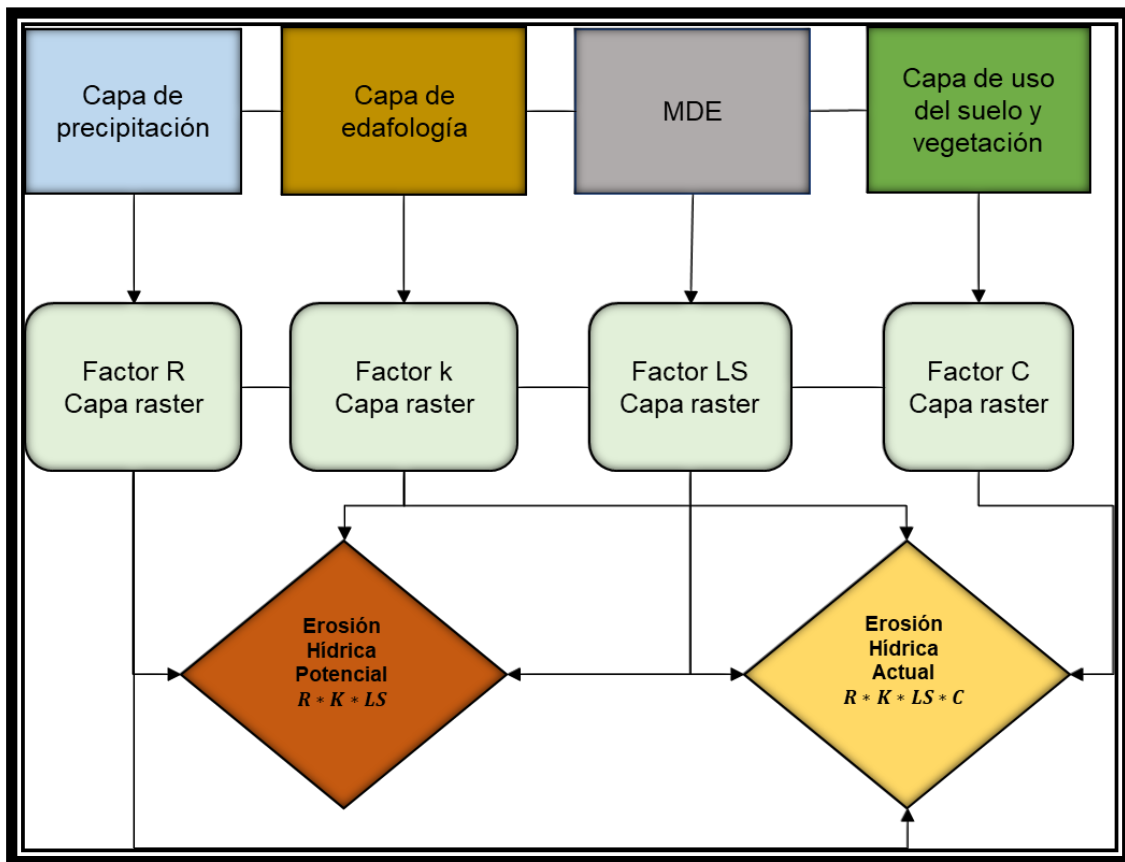 Capa de
precipitación
Capa de
edafología
MDE
Capa de uso
del suelo y
vegetación
Factor R
Capa raster
Factor k
Capa raster
Factor LS
Capa raster
Factor C
Capa raster
Erosión
Hídrica
Potencial
R * K * LS
Erosión
Hídrica
Actual
R * K * LS * C